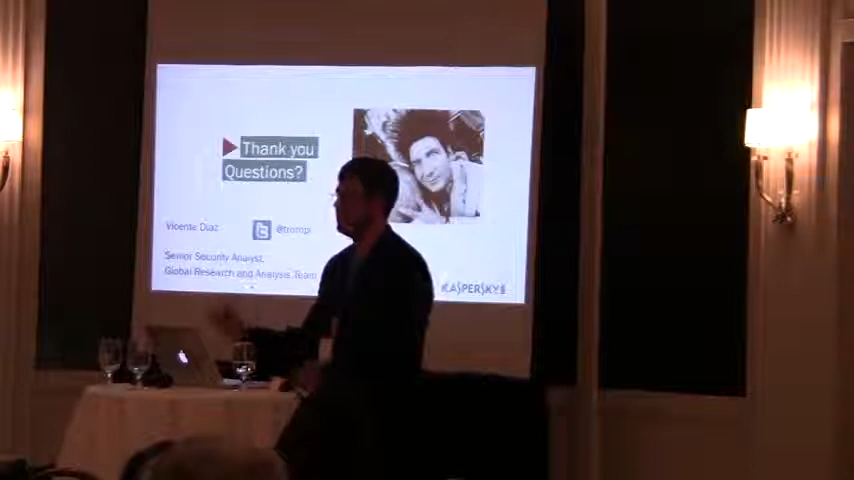 Thank you
Questions?
Vicente Diaz
@trompi
Senior Security Analyst,
Global Research and Analysis Team
KASPERSKY